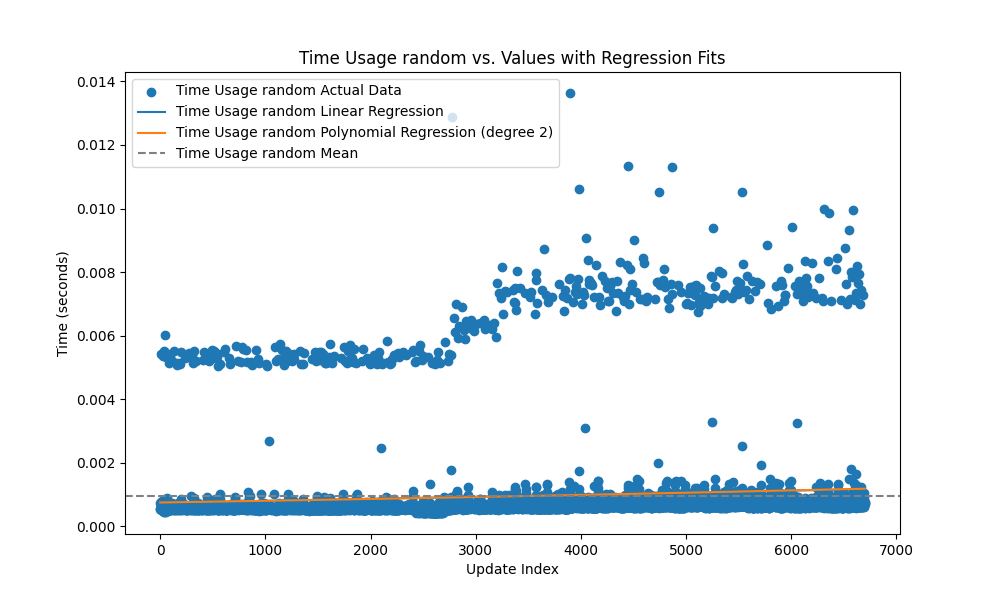 Time Usage random vs. Values with Regression Fits
Time Usage random Actual Data
Time Usage random Linear Regression
Time Usage random Polynomial Regression (degree 2)
Time Usage random Mean
0.014
0.012
0.010
0.008
0.006
0.004
0.002
0.000
Time (seconds)
0
1000
2000
3000
4000
5000
6000
7000
Update Index